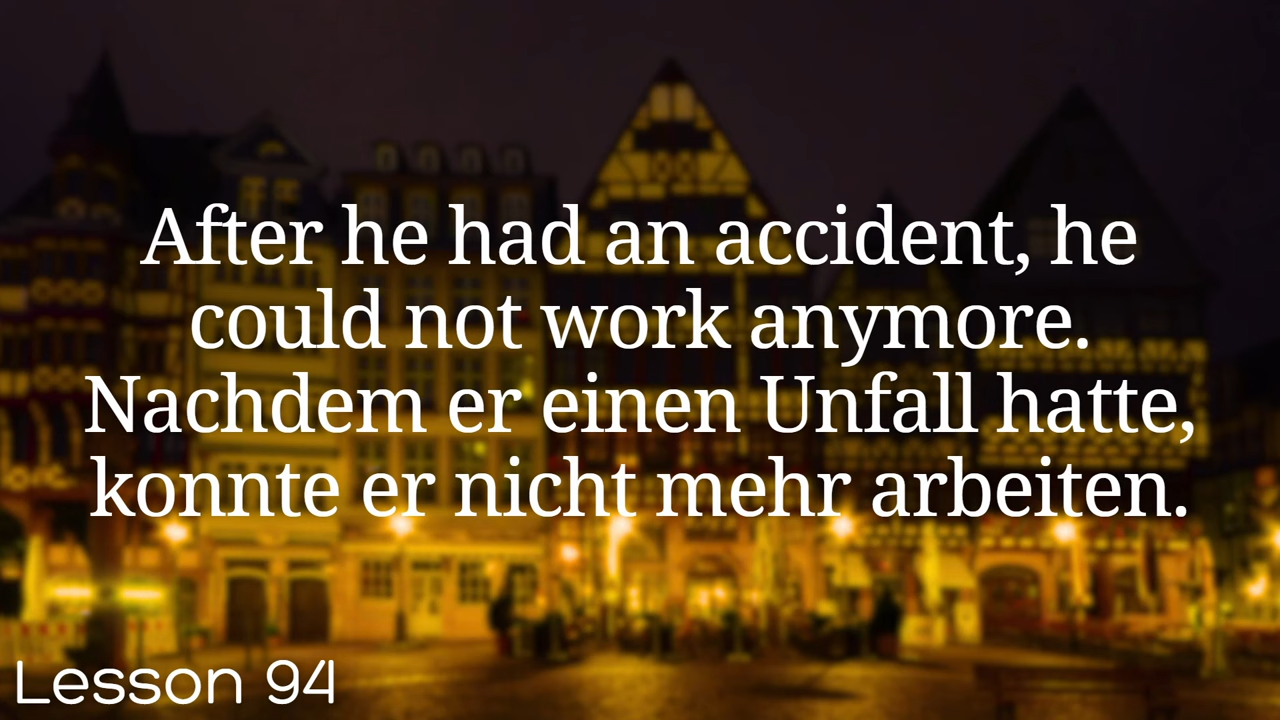 After he had an accident, he
could not work anymore.
Nachdem er einen Unfall hatte,
konnte er nicht mehr arbeiten.
Lesson 94